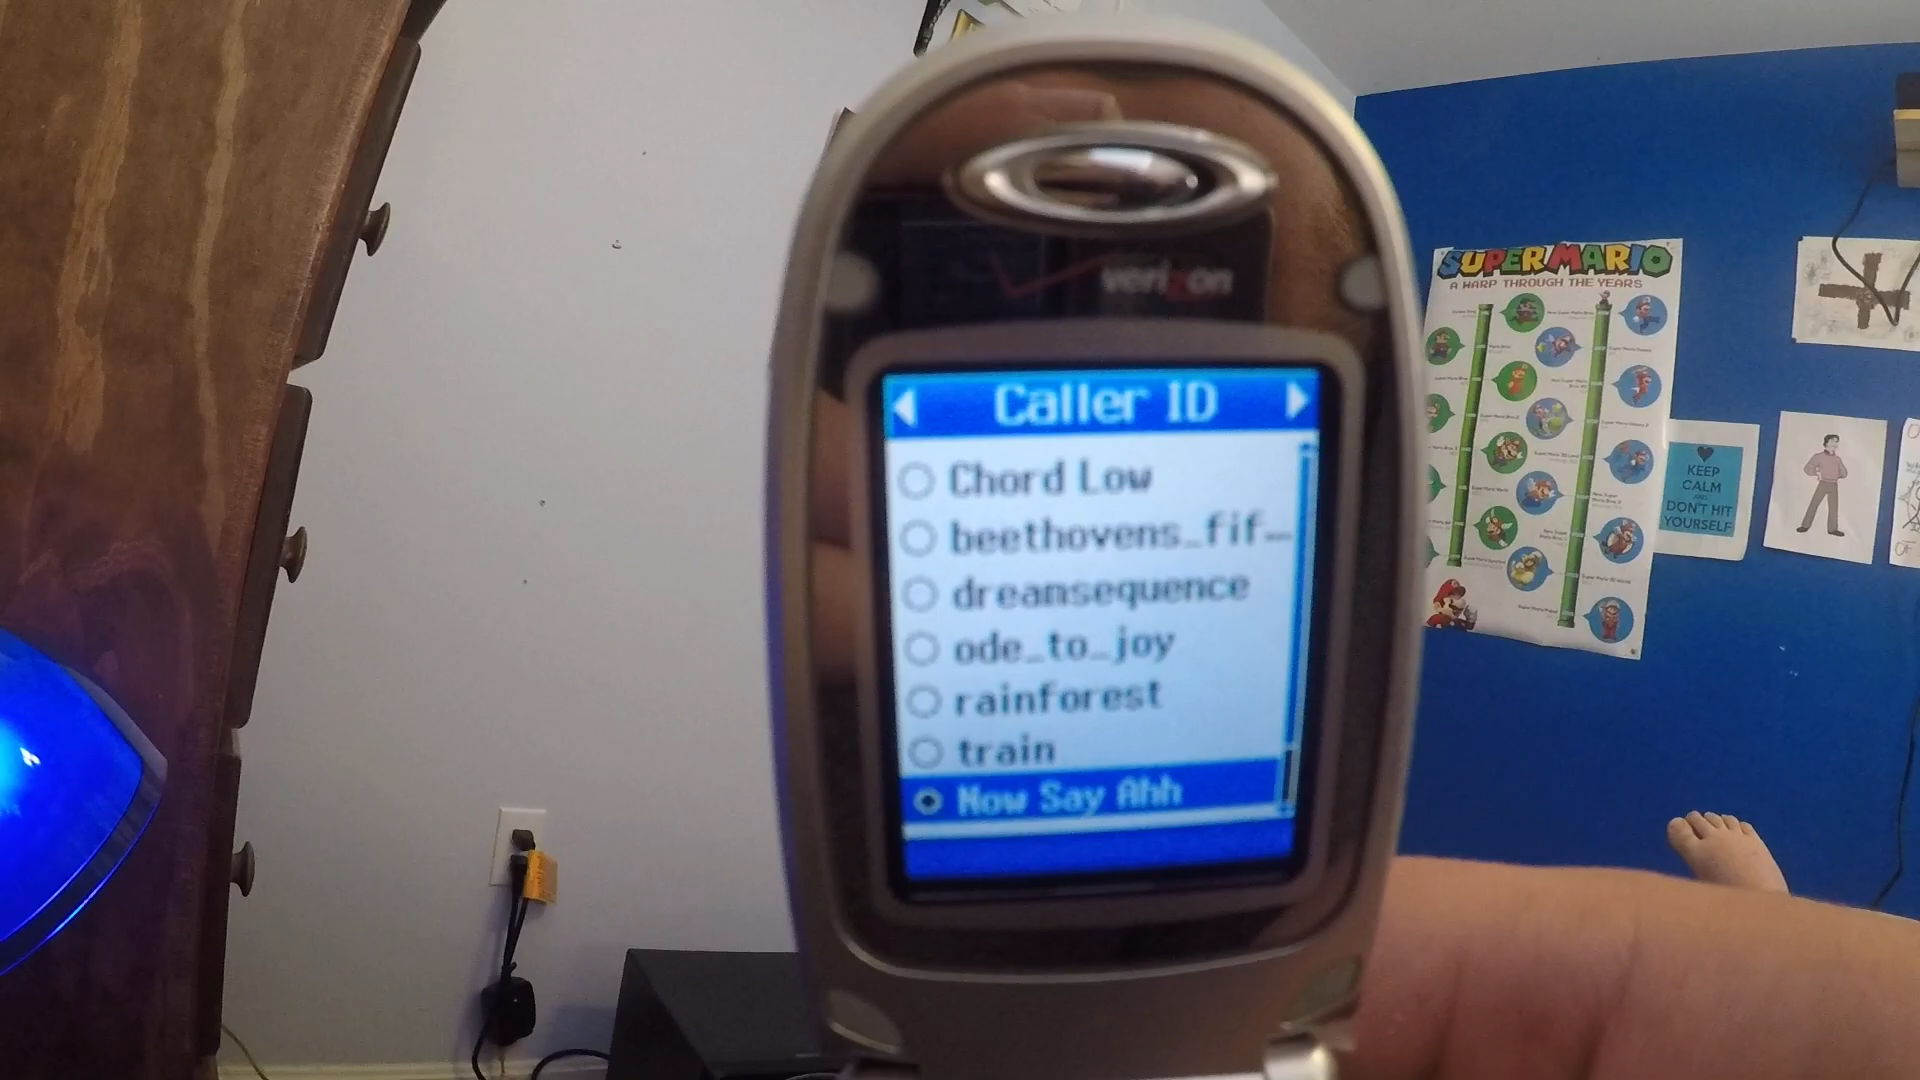 verizon
Caller ID
Chord Low
beethovens_fif…
dreamsequence
ode_to_joy
rainforest
train
Now Say Ahh
SUPER MARIO
A WARP THROUGH THE YEARS
KEEP
CALM
AND
DON'T HIT
YOURSELF